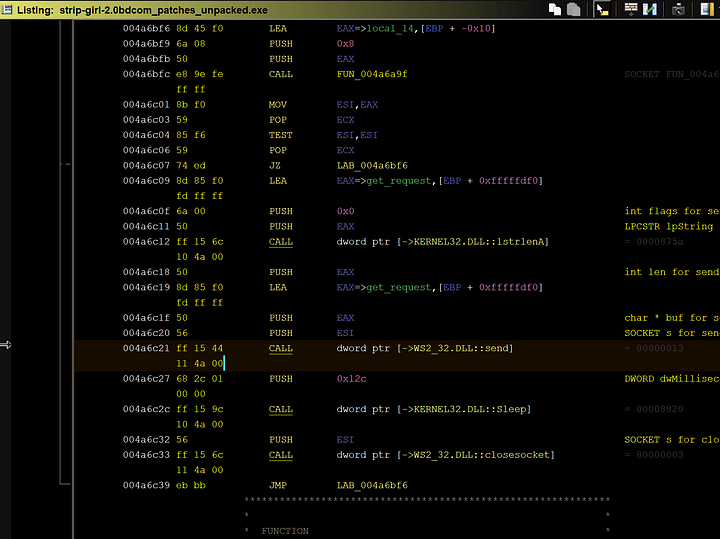 Listing: strip-girl-2.0bdcom_patches_unpacked.exe
004a6bf6 8d 45 f0 LEA EAX=>local_14,[EBP + -0x10]
004a6bf9 6a 08 PUSH 0x8
004a6bfb 50 PUSH EAX
004a6bfc e8 9e fe CALL FUN_004a6a9f SOCKET FUN_004a6
ff ff
004a6c01 8b f0 MOV ESI,EAX
004a6c03 59 POP ECX
004a6c04 85 f6 TEST ESI,ESI
004a6c06 59 POP ECX
004a6c07 74 ed JZ LAB_004a6bf6
004a6c09 8d 85 f0 LEA EAX=>get_request,[EBP + 0xfffffdf0]
fd ff ff
004a6c0f 6a 00 PUSH 0x0 int flags for se
004a6c11 50 PUSH EAX LPCSTR lpString
004a6c12 ff 15 6c CALL dword ptr [->KERNEL32.DLL::lstrlenA] = 0000875a
10 4a 00
004a6c18 50 PUSH EAX int len for send
004a6c19 8d 85 f0 LEA EAX=>get_request,[EBP + 0xfffffdf0]
fd ff ff
004a6c1f 50 PUSH EAX char * buf for s
004a6c20 56 PUSH ESI SOCKET s for sen
004a6c21 ff 15 44 CALL dword ptr [->WS2_32.DLL::send] = 80000013
11 4a 00
004a6c27 68 2c 01 PUSH 0x12c DWORD dwMillisec
00 00
004a6c2c ff 15 9c CALL dword ptr [->KERNEL32.DLL::Sleep] = 00008820
10 4a 00
004a6c32 56 PUSH ESI SOCKET s for clo
004a6c33 ff 15 6c CALL dword ptr [->WS2_32.DLL::closesocket] = 80000003
11 4a 00
004a6c39 eb bb JMP LAB_004a6bf6
*************************************************************
* *
* FUNCTION *